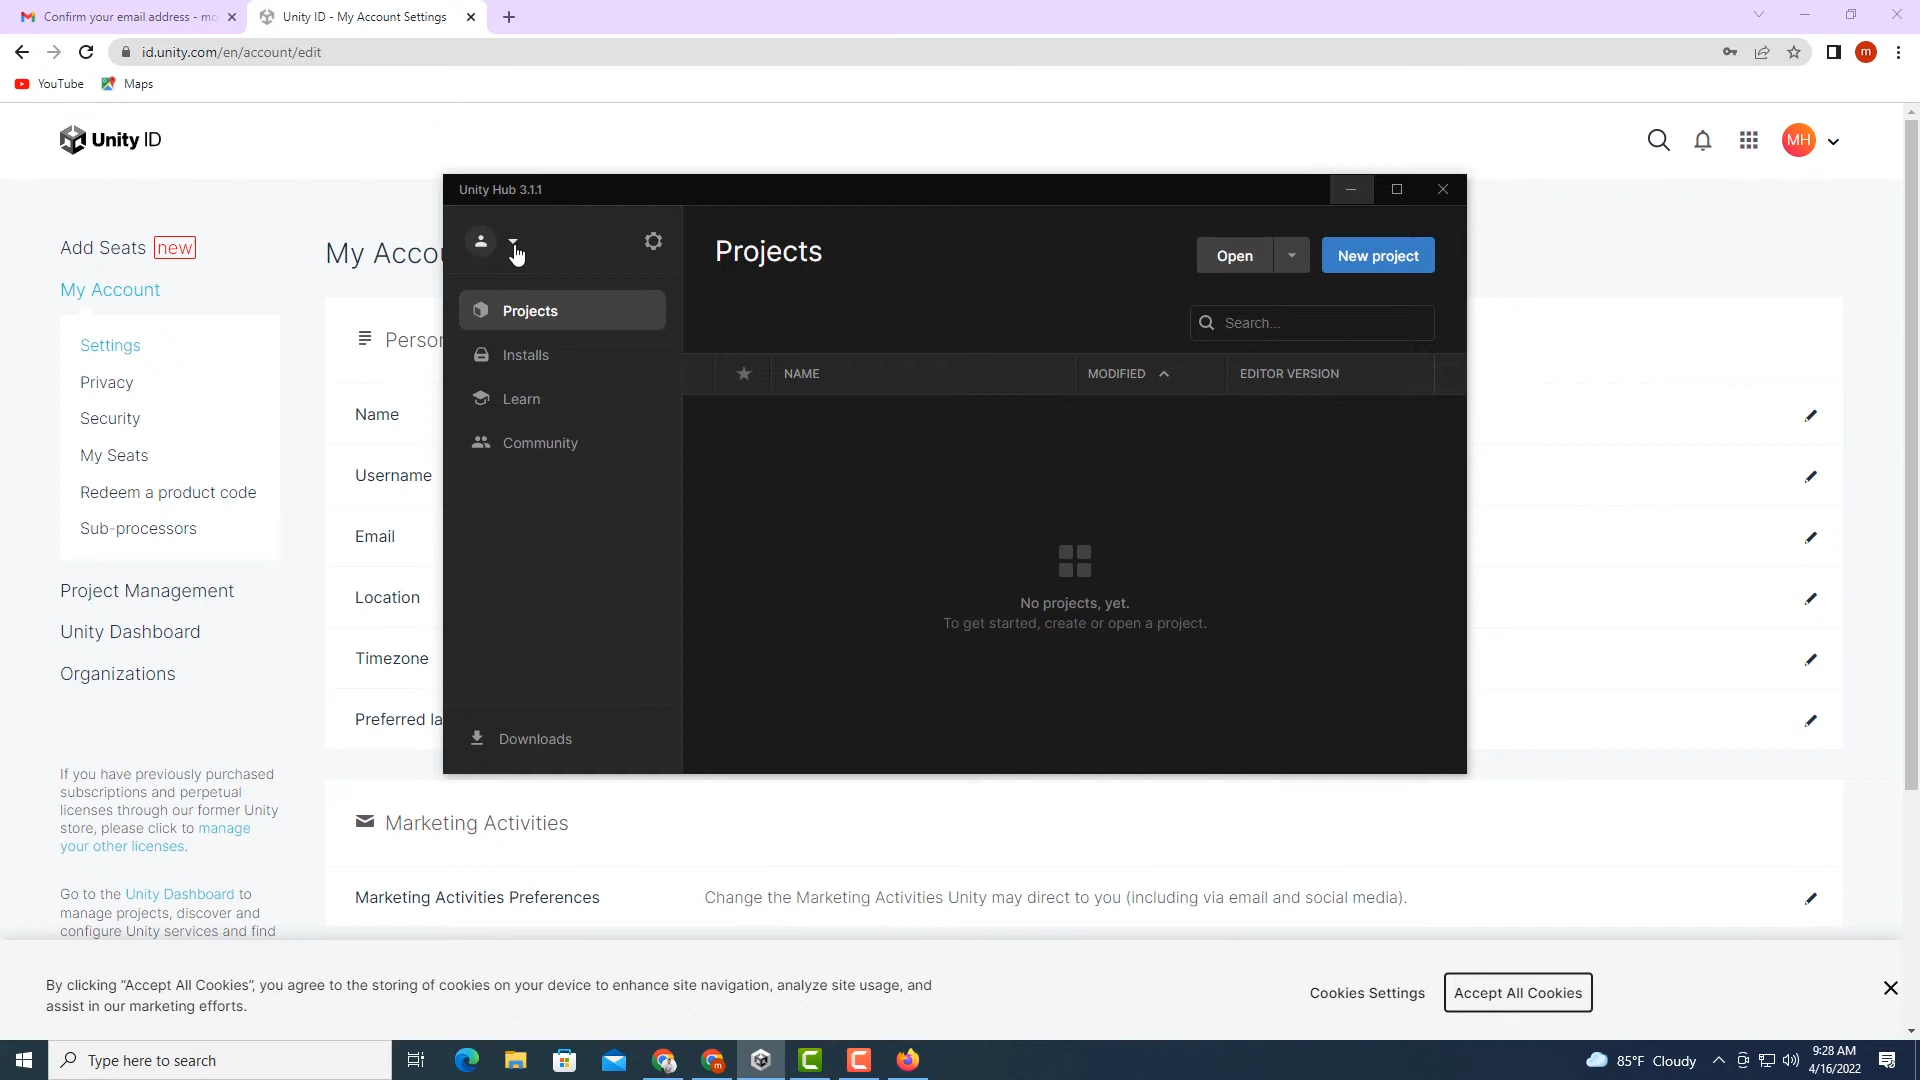 Confirm your email address - mo
Unity ID - My Account Settings
id.unity.com/en/account/edit
m
YouTube
Maps
Unity ID
MH
Unity Hub 3.1.1
Add Seats new
My Accou
Projects
Open
New project
My Account
Projects
Search...
Settings
Person
Installs
NAME
MODIFIED
EDITOR VERSION
Privacy
Learn
Name
Security
Community
My Seats
Username
Redeem a product code
Sub-processors
Email
Project Management
Location
No projects, yet.
To get started, create or open a project.
Unity Dashboard
Timezone
Organizations
Preferred la
Downloads
If you have previously purchased
subscriptions and perpetual
licenses through our former Unity
store, please click to manage
your other licenses.
Marketing Activities
Go to the Unity Dashboard to
manage projects, discover and
configure Unity services and find
Marketing Activities Preferences
Change the Marketing Activities Unity may direct to you (including via email and social media).
By clicking “Accept All Cookies”, you agree to the storing of cookies on your device to enhance site navigation, analyze site usage, and
assist in our marketing efforts.
Cookies Settings
Accept All Cookies
Type here to search
m
85°F Cloudy
9:28 AM
4/16/2022